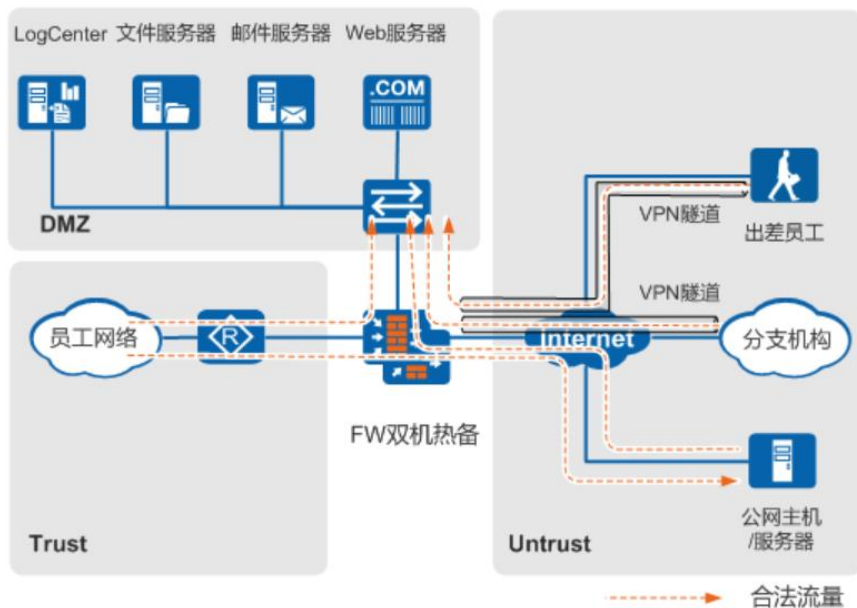 LogCenter 文件服务器 邮件服务器 Web服务器
.COM
DMZ
VPN隧道
出差员工
VPN隧道
员工网络
R
Internet
分支机构
FW双机热备
公网主机
/服务器
Trust
Untrust
合法流量